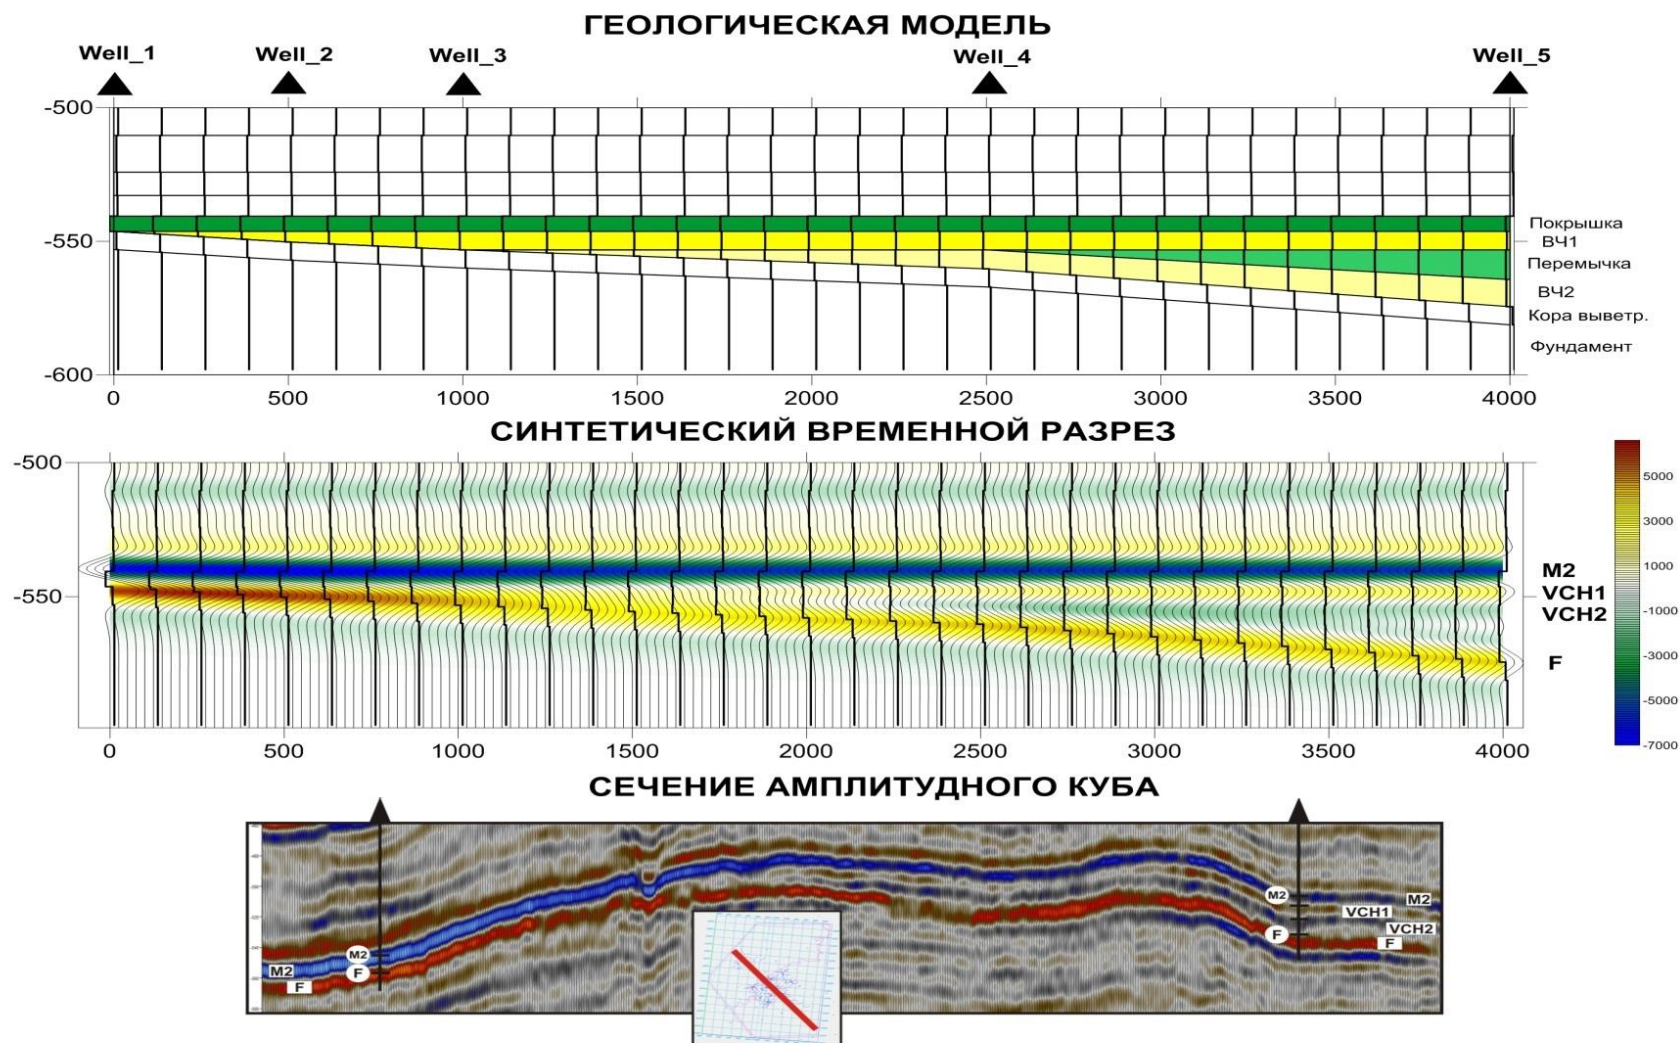 ГЕОЛОГИЧЕСКАЯ МОДЕЛЬ
Well_1 Well_2 Well_3 Well_4 Well_5
-500
-550
-600
Покрышка
ВЧ1
Перемычка
ВЧ2
Кора выветр.
Фундамент
0 500 1000 1500 2000 2500 3000 3500 4000
СИНТЕТИЧЕСКИЙ ВРЕМЕННОЙ РАЗРЕЗ
-500
-550
M2
VCH1
VCH2
F
5000
3000
1000
-1000
-3000
-5000
-7000
0 500 1000 1500 2000 2500 3000 3500 4000
СЕЧЕНИЕ АМПЛИТУДНОГО КУБА
M2
F
M2
F
M2
F
M2
VCH1
VCH2
F